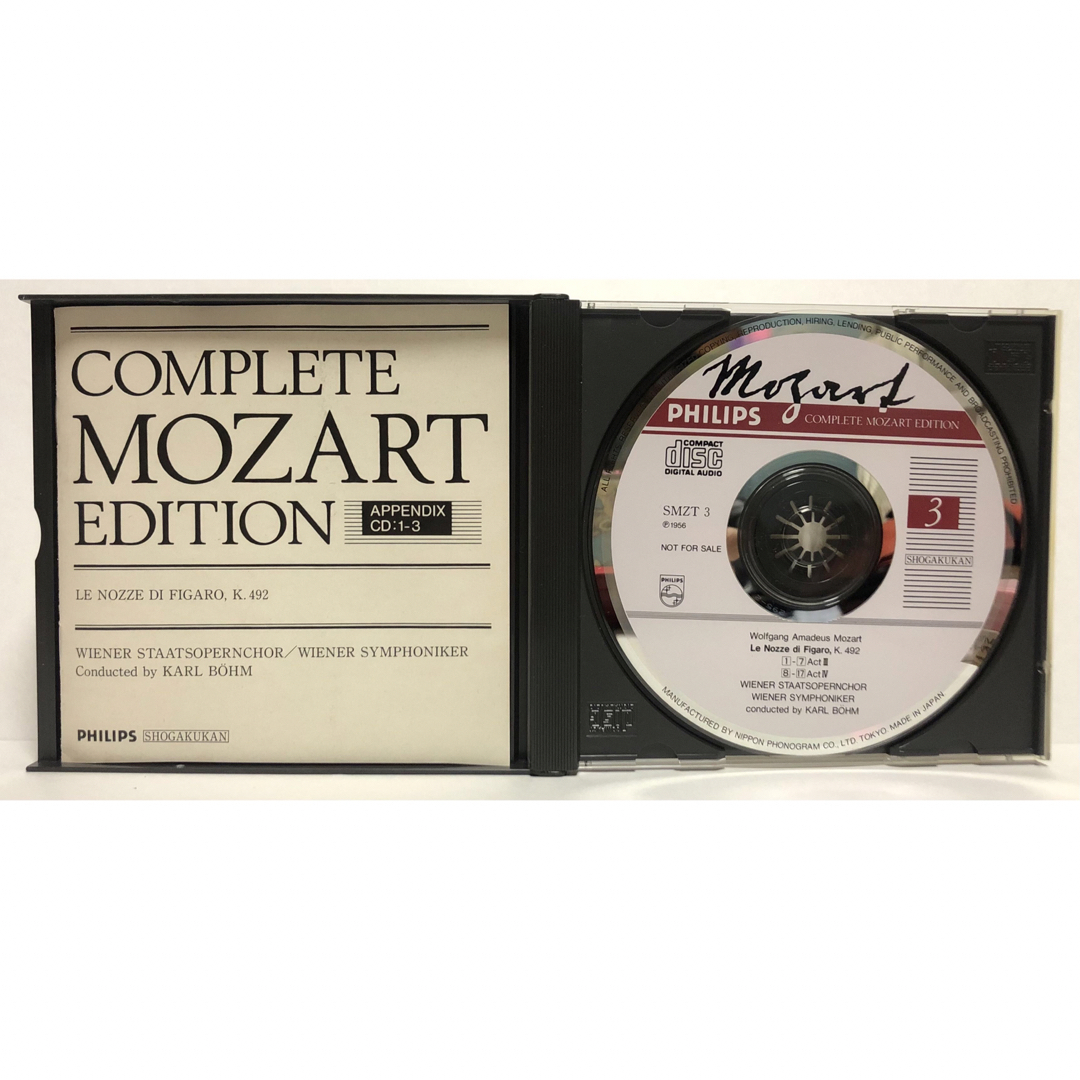 COMPLETE
MOZART
EDITION
APPENDIX
CD:1-3
LE NOZZE DI FIGARO, K. 492
WIENER STAATSOPERNCHOR/WIENER SYMPHONIKER
Conducted by KARL BÖHM
PHILIPS SHOGAKUKAN
COPYING, REPRODUCTION, HIRING, LENDING, PUBLIC PERFORMANCE AND BROADCASTING PROHIBITED
Mozart
PHILIPS COMPLETE MOZART EDITION
COMPACT
disc
DIGITAL AUDIO
SMZT 3
℗1956
NOT FOR SALE
3
SHOGAKUKAN
PHILIPS
Wolfgang Amadeus Mozart
Le Nozze di Figaro, K. 492
1-7 Act Ⅲ
8-17 Act Ⅳ
WIENER STAATSOPERNCHOR
WIENER SYMPHONIKER
conducted by KARL BÖHM
MANUFACTURED BY NIPPON PHONOGRAM CO., LTD. TOKYO·MADE IN JAPAN